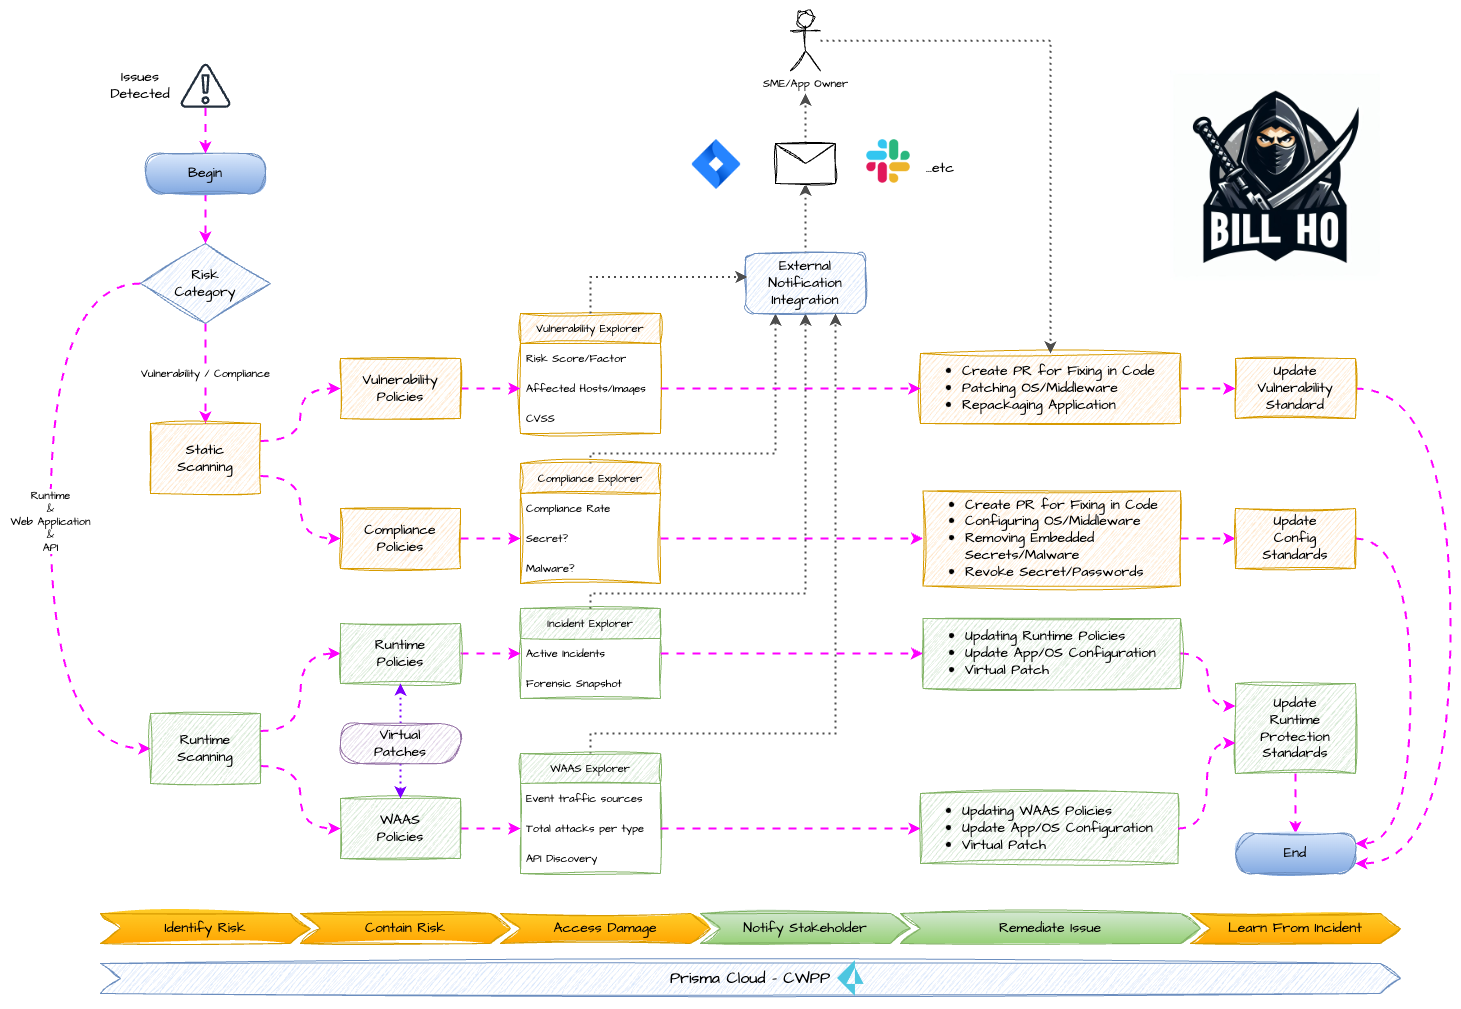 SME/App Owner
Issues
Detected
...etc
BILL HO
Begin
Risk
Category
External
Notification
Integration
Vulnerability / Compliance
Vulnerability
Policies
Vulnerability Explorer
Risk Score/Factor
Affected Hosts/Images
CVSS
Create PR for Fixing in Code
Patching OS/Middleware
Repackaging Application
Update
Vulnerability
Standard
Static
Scanning
Runtime
&
Web Application
&
API
Compliance
Policies
Compliance Explorer
Compliance Rate
Secret?
Malware?
Create PR for Fixing in Code
Configuring OS/Middleware
Removing Embedded
Secrets/Malware
Revoke Secret/Passwords
Update
Config
Standards
Runtime
Policies
Incident Explorer
Active Incidents
Forensic Snapshot
Updating Runtime Policies
Update App/OS Configuration
Virtual Patch
Runtime
Scanning
Virtual
Patches
Update
Runtime
Protection
Standards
WAAS
Policies
WAAS Explorer
Event traffic sources
Total attacks per type
API Discovery
Updating WAAS Policies
Update App/OS Configuration
Virtual Patch
End
Identify Risk
Contain Risk
Access Damage
Notify Stakeholder
Remediate Issue
Learn From Incident
Prisma Cloud - CWPP